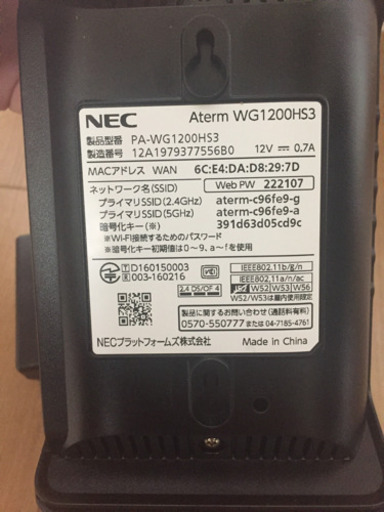 NEC Aterm WG1200HS3
製品型番 PA-WG1200HS3
製造番号 12A1979377556B0 12V 0.7A
MACアドレス WAN 6C:E4:DA:D8:29:7D
ネットワーク名(SSID) Web PW 222107
プライマリSSID(2.4GHz) aterm-c96fe9-g
プライマリSSID(5GHz) aterm-c96fe9-a
暗号化キー(※) 391d63d05cd9c
※Wi-Fi接続するためのパスワード
※暗号化キー初期値は0~9、a~fを使用
T D160150003
003-160216
VCCI
2.4 DS/OF 4
IEEE802.11b/g/n
IEEE802.11a/n/ac
J52 W52 W53 W56
W52/W53は屋内使用限定
製品に関するお問い合わせ(通話料有料)
0570-550777 または 04-7185-4761
NECプラットフォームズ株式会社 Made in China